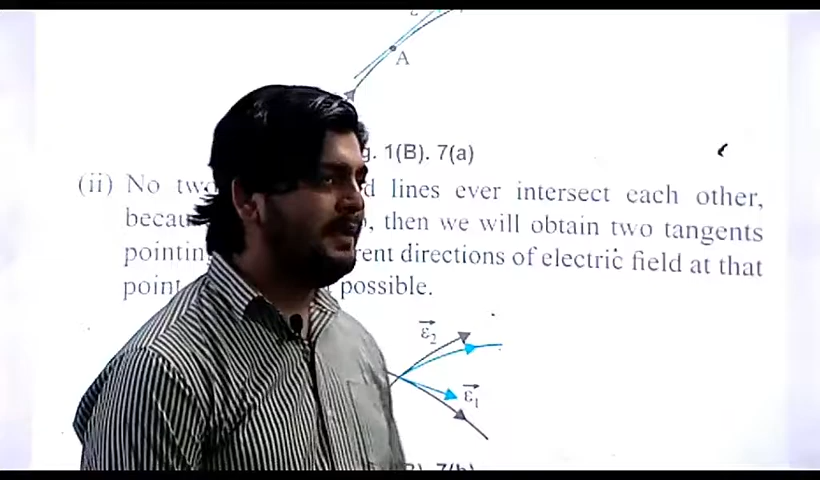 A
g. 1(B). 7(a)
(ii) No two d lines ever intersect each other,
becau , then we will obtain two tangents
pointin rent directions of electric field at that
point possible.
ε₂
ε₁
7(b)